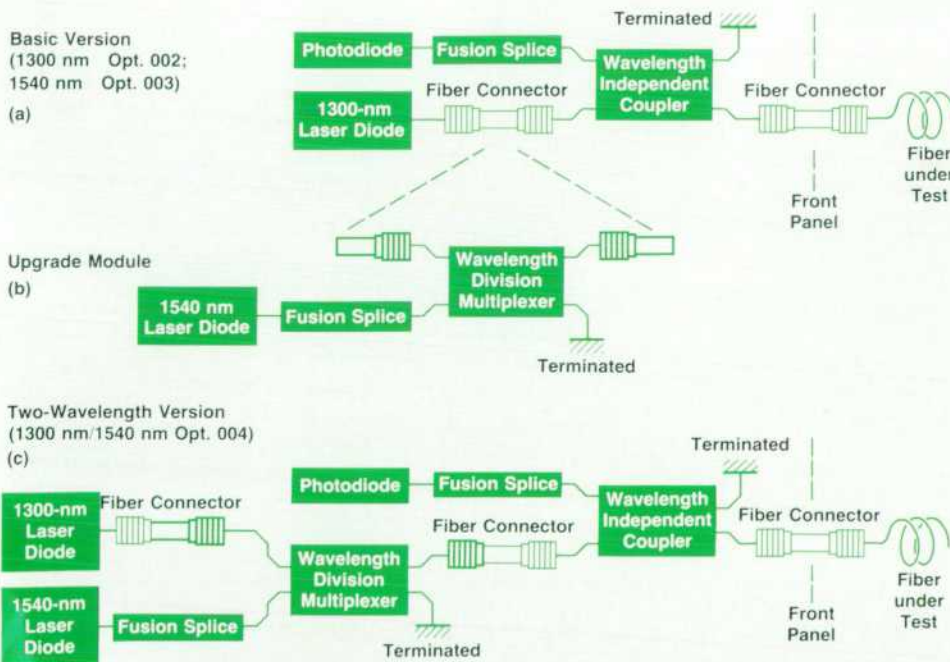 Basic Version
(1300 nm Opt. 002;
1540 nm Opt. 003)
(a)
Photodiode
Fusion Splice
Terminated
Wavelength
Independent
Coupler
1300-nm
Laser Diode
Fiber Connector
Fiber Connector
Fiber
under
Test
Front
Panel
Upgrade Module
(b)
Wavelength
Division
Multiplexer
1540 nm
Laser Diode
Fusion Splice
Terminated
Two-Wavelength Version
(1300 nm/1540 nm Opt. 004)
(c)
Photodiode
Fusion Splice
Terminated
Wavelength
Independent
Coupler
1300-nm
Laser
Diode
Fiber Connector
Fiber Connector
Fiber Connector
Wavelength
Division
Multiplexer
1540-nm
Laser
Diode
Fusion Splice
Terminated
Front
Panel
Fiber
under
Test